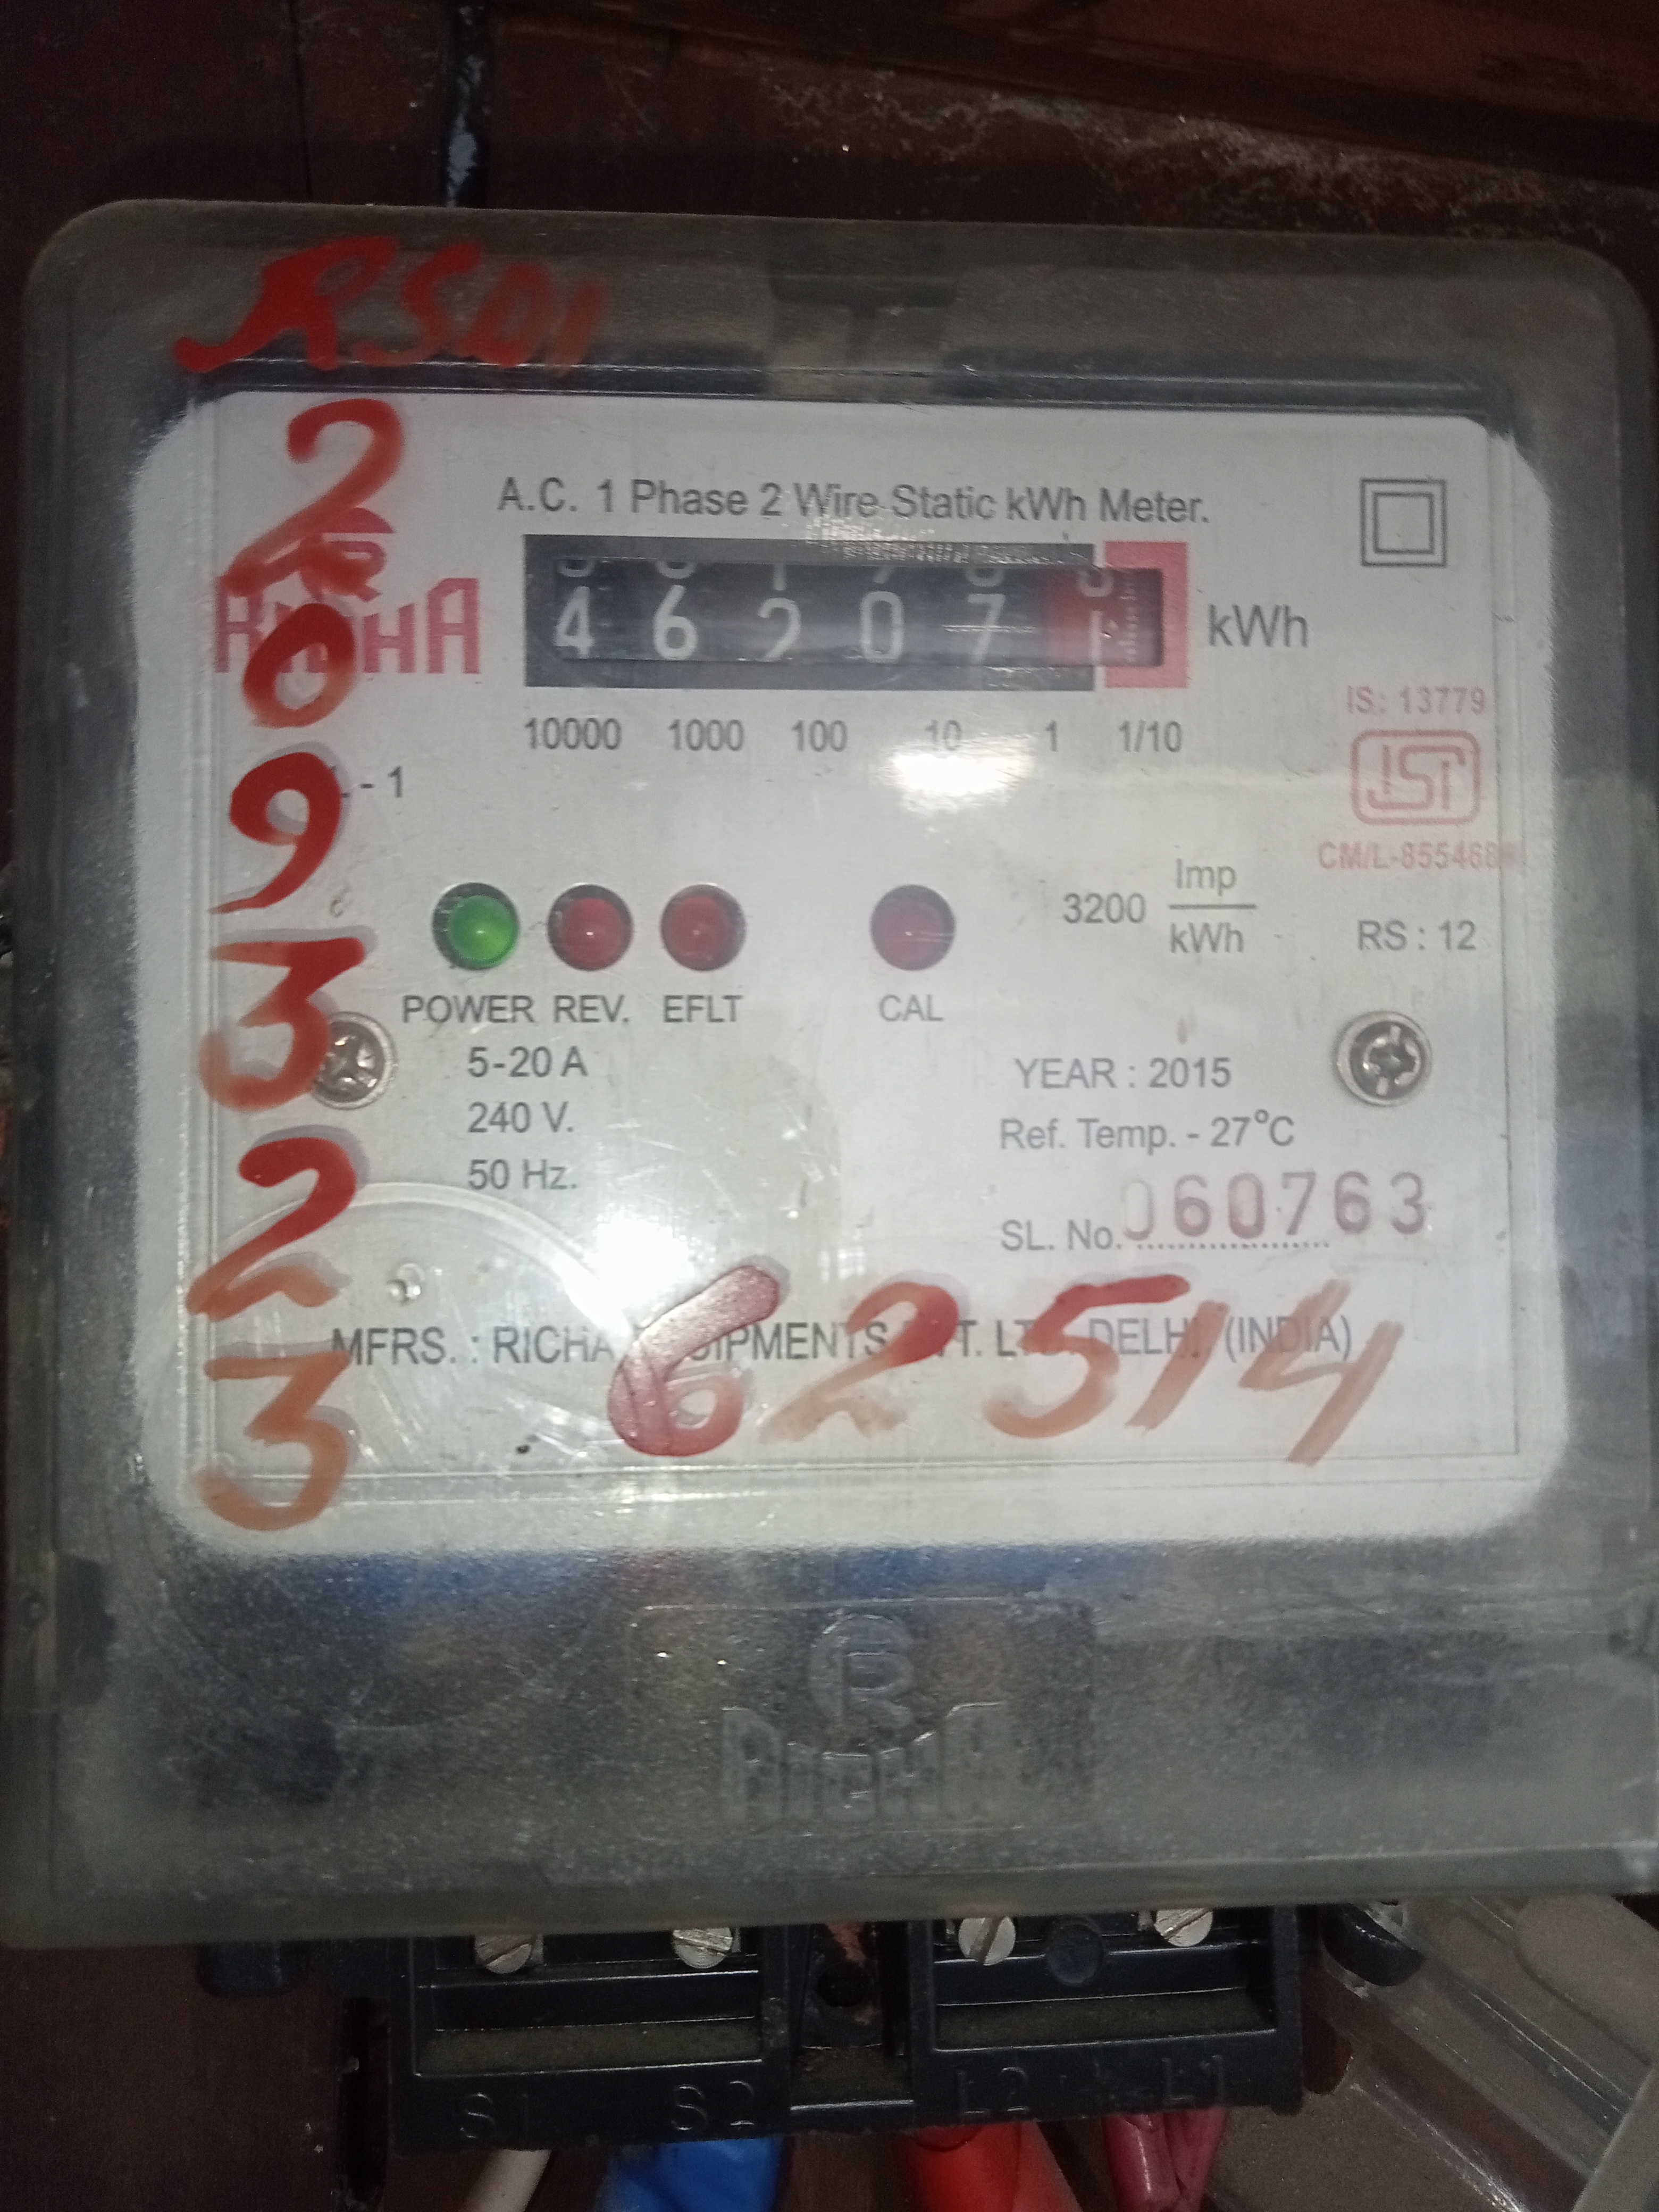 RSD1
2
0
9
3
2
3
A.C. 1 Phase 2 Wire Static kWh Meter.
RICHA
4 6 2 0 7 1 kWh
10000 1000 100 10 1 1/10
IS: 13779
ISI
- 1
3200 Imp/kWh
RS : 12
POWER REV. EFLT CAL
5-20 A
240 V.
50 Hz.
YEAR : 2015
Ref. Temp. - 27°C
SL. No. 060763
MFRS. : RICHA DELHI (INDIA)
62514
R
RICHA
S1 S2 L2 L1